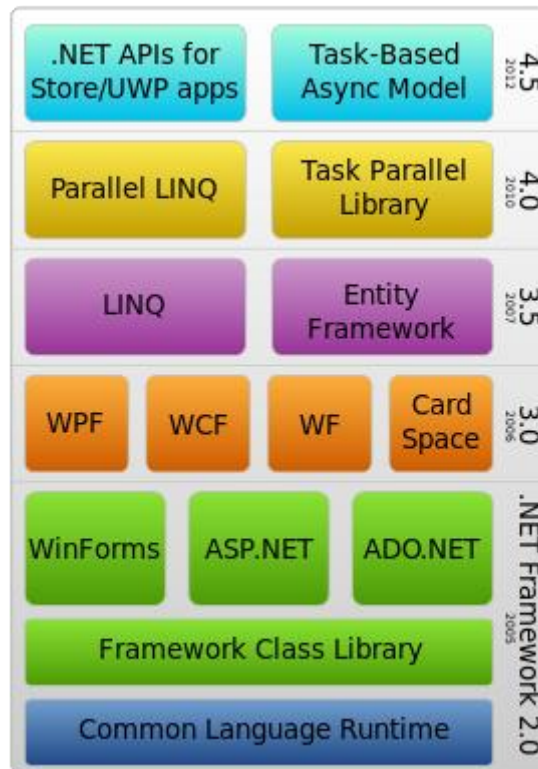 .NET APIs for
Store/UWP apps
Task-Based
Async Model
4.5
2012
Parallel LINQ
Task Parallel
Library
4.0
2010
LINQ
Entity
Framework
3.5
2007
WPF
WCF
WF
Card
Space
3.0
2006
WinForms
ASP.NET
ADO.NET
Framework Class Library
Common Language Runtime
.NET Framework 2.0
2005